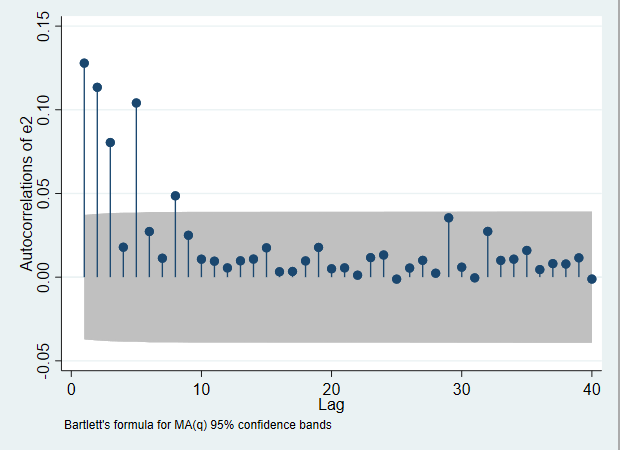 0.15
0.10
0.05
0.00
-0.05
Autocorrelations of e2
0 10 20 30 40
Lag
Bartlett's formula for MA(q) 95% confidence bands